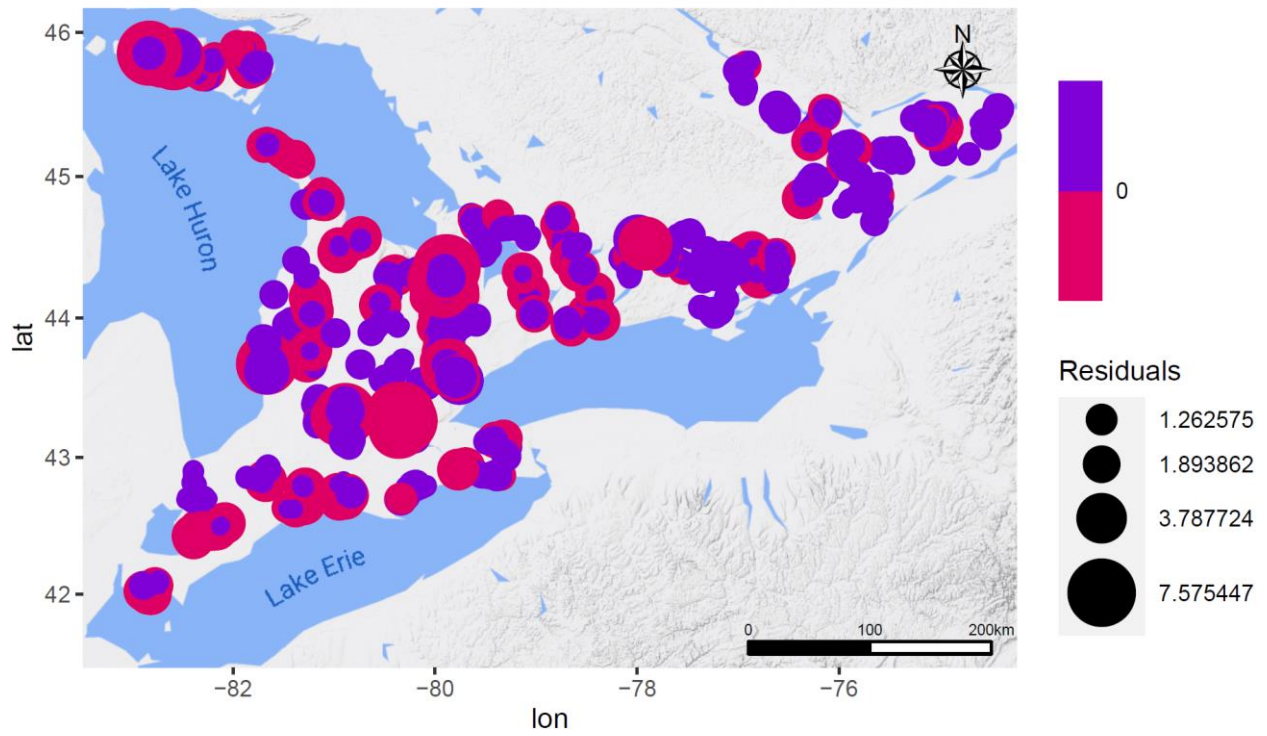 46
45
44
43
42
lat
−82
−80
−78
−76
lon
Lake Huron
Lake Erie
N
0
100
200km
0
Residuals
1.262575
1.893862
3.787724
7.575447